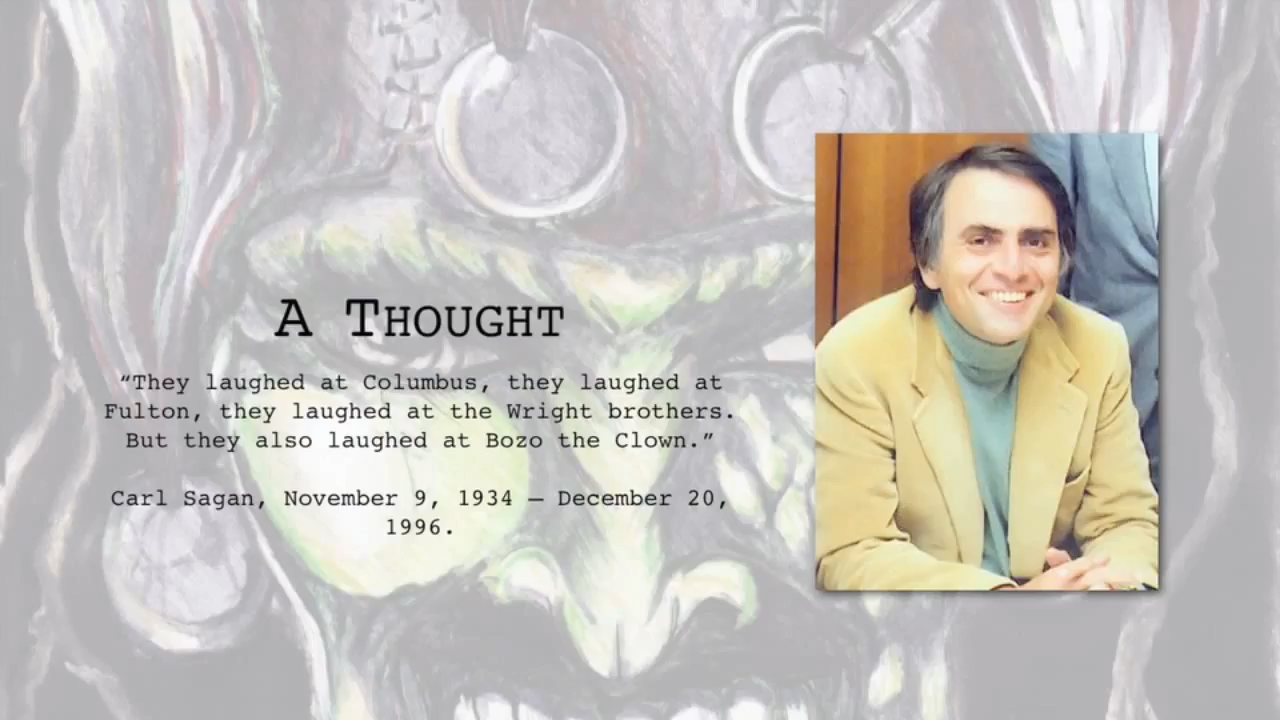 A THOUGHT
“They laughed at Columbus, they laughed at
Fulton, they laughed at the Wright brothers.
But they also laughed at Bozo the Clown.”
Carl Sagan, November 9, 1934 – December 20,
1996.